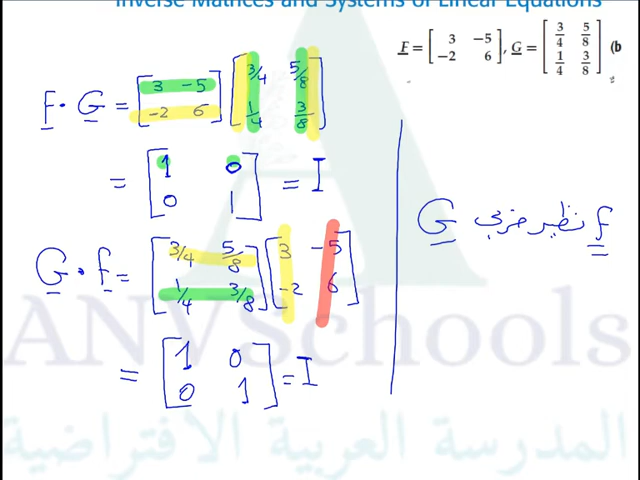 Inverse Matrices and Systems of Linear Equations
F = [ 3 -5 ; -2 6 ], G = [ 3/4 5/8 ; 1/4 3/8 ] (b
F · G = [ 3 -5 ; -2 6 ] [ 3/4 5/8 ; 1/4 3/8 ]
= [ 1 0 ; 0 1 ] = I
G · F = [ 3/4 5/8 ; 1/4 3/8 ] [ 3 -5 ; -2 6 ]
= [ 1 0 ; 0 1 ] = I
F نظير ضربي G
ANVSchools
المدرسة العربية الافتراضية